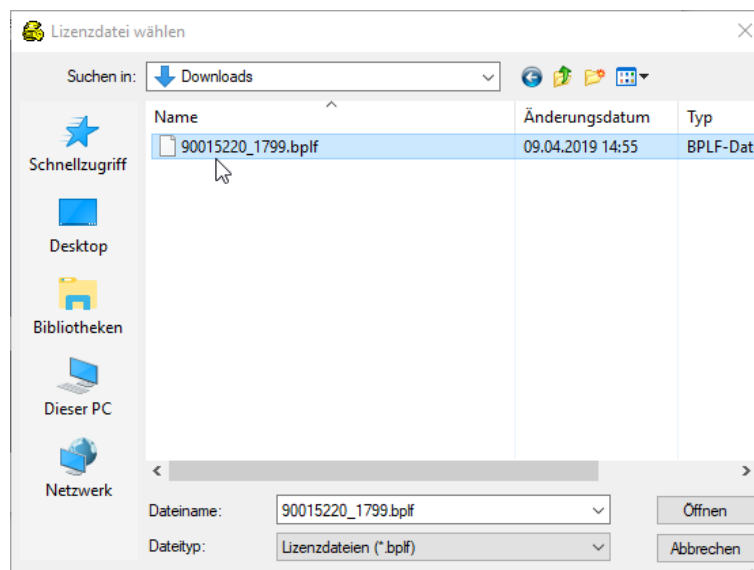 Lizenzdatei wählen
Suchen in: Downloads
Name Änderungsdatum Typ
90015220_1799.bplf 09.04.2019 14:55 BPLF-Dat
Schnellzugriff
Desktop
Bibliotheken
Dieser PC
Netzwerk
Dateiname: 90015220_1799.bplf Öffnen
Dateityp: Lizenzdateien (*.bplf) Abbrechen